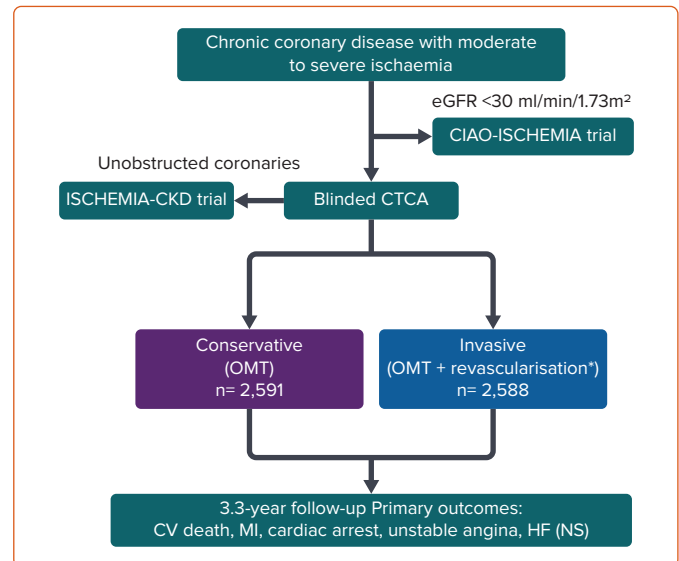 Chronic coronary disease with moderate
to severe ischaemia
eGFR <30 ml/min/1.73m²
CIAO-ISCHEMIA trial
Unobstructed coronaries
ISCHEMIA-CKD trial
Blinded CTCA
Conservative
(OMT)
n= 2,591
Invasive
(OMT + revascularisation*)
n= 2,588
3.3-year follow-up Primary outcomes:
CV death, MI, cardiac arrest, unstable angina, HF (NS)